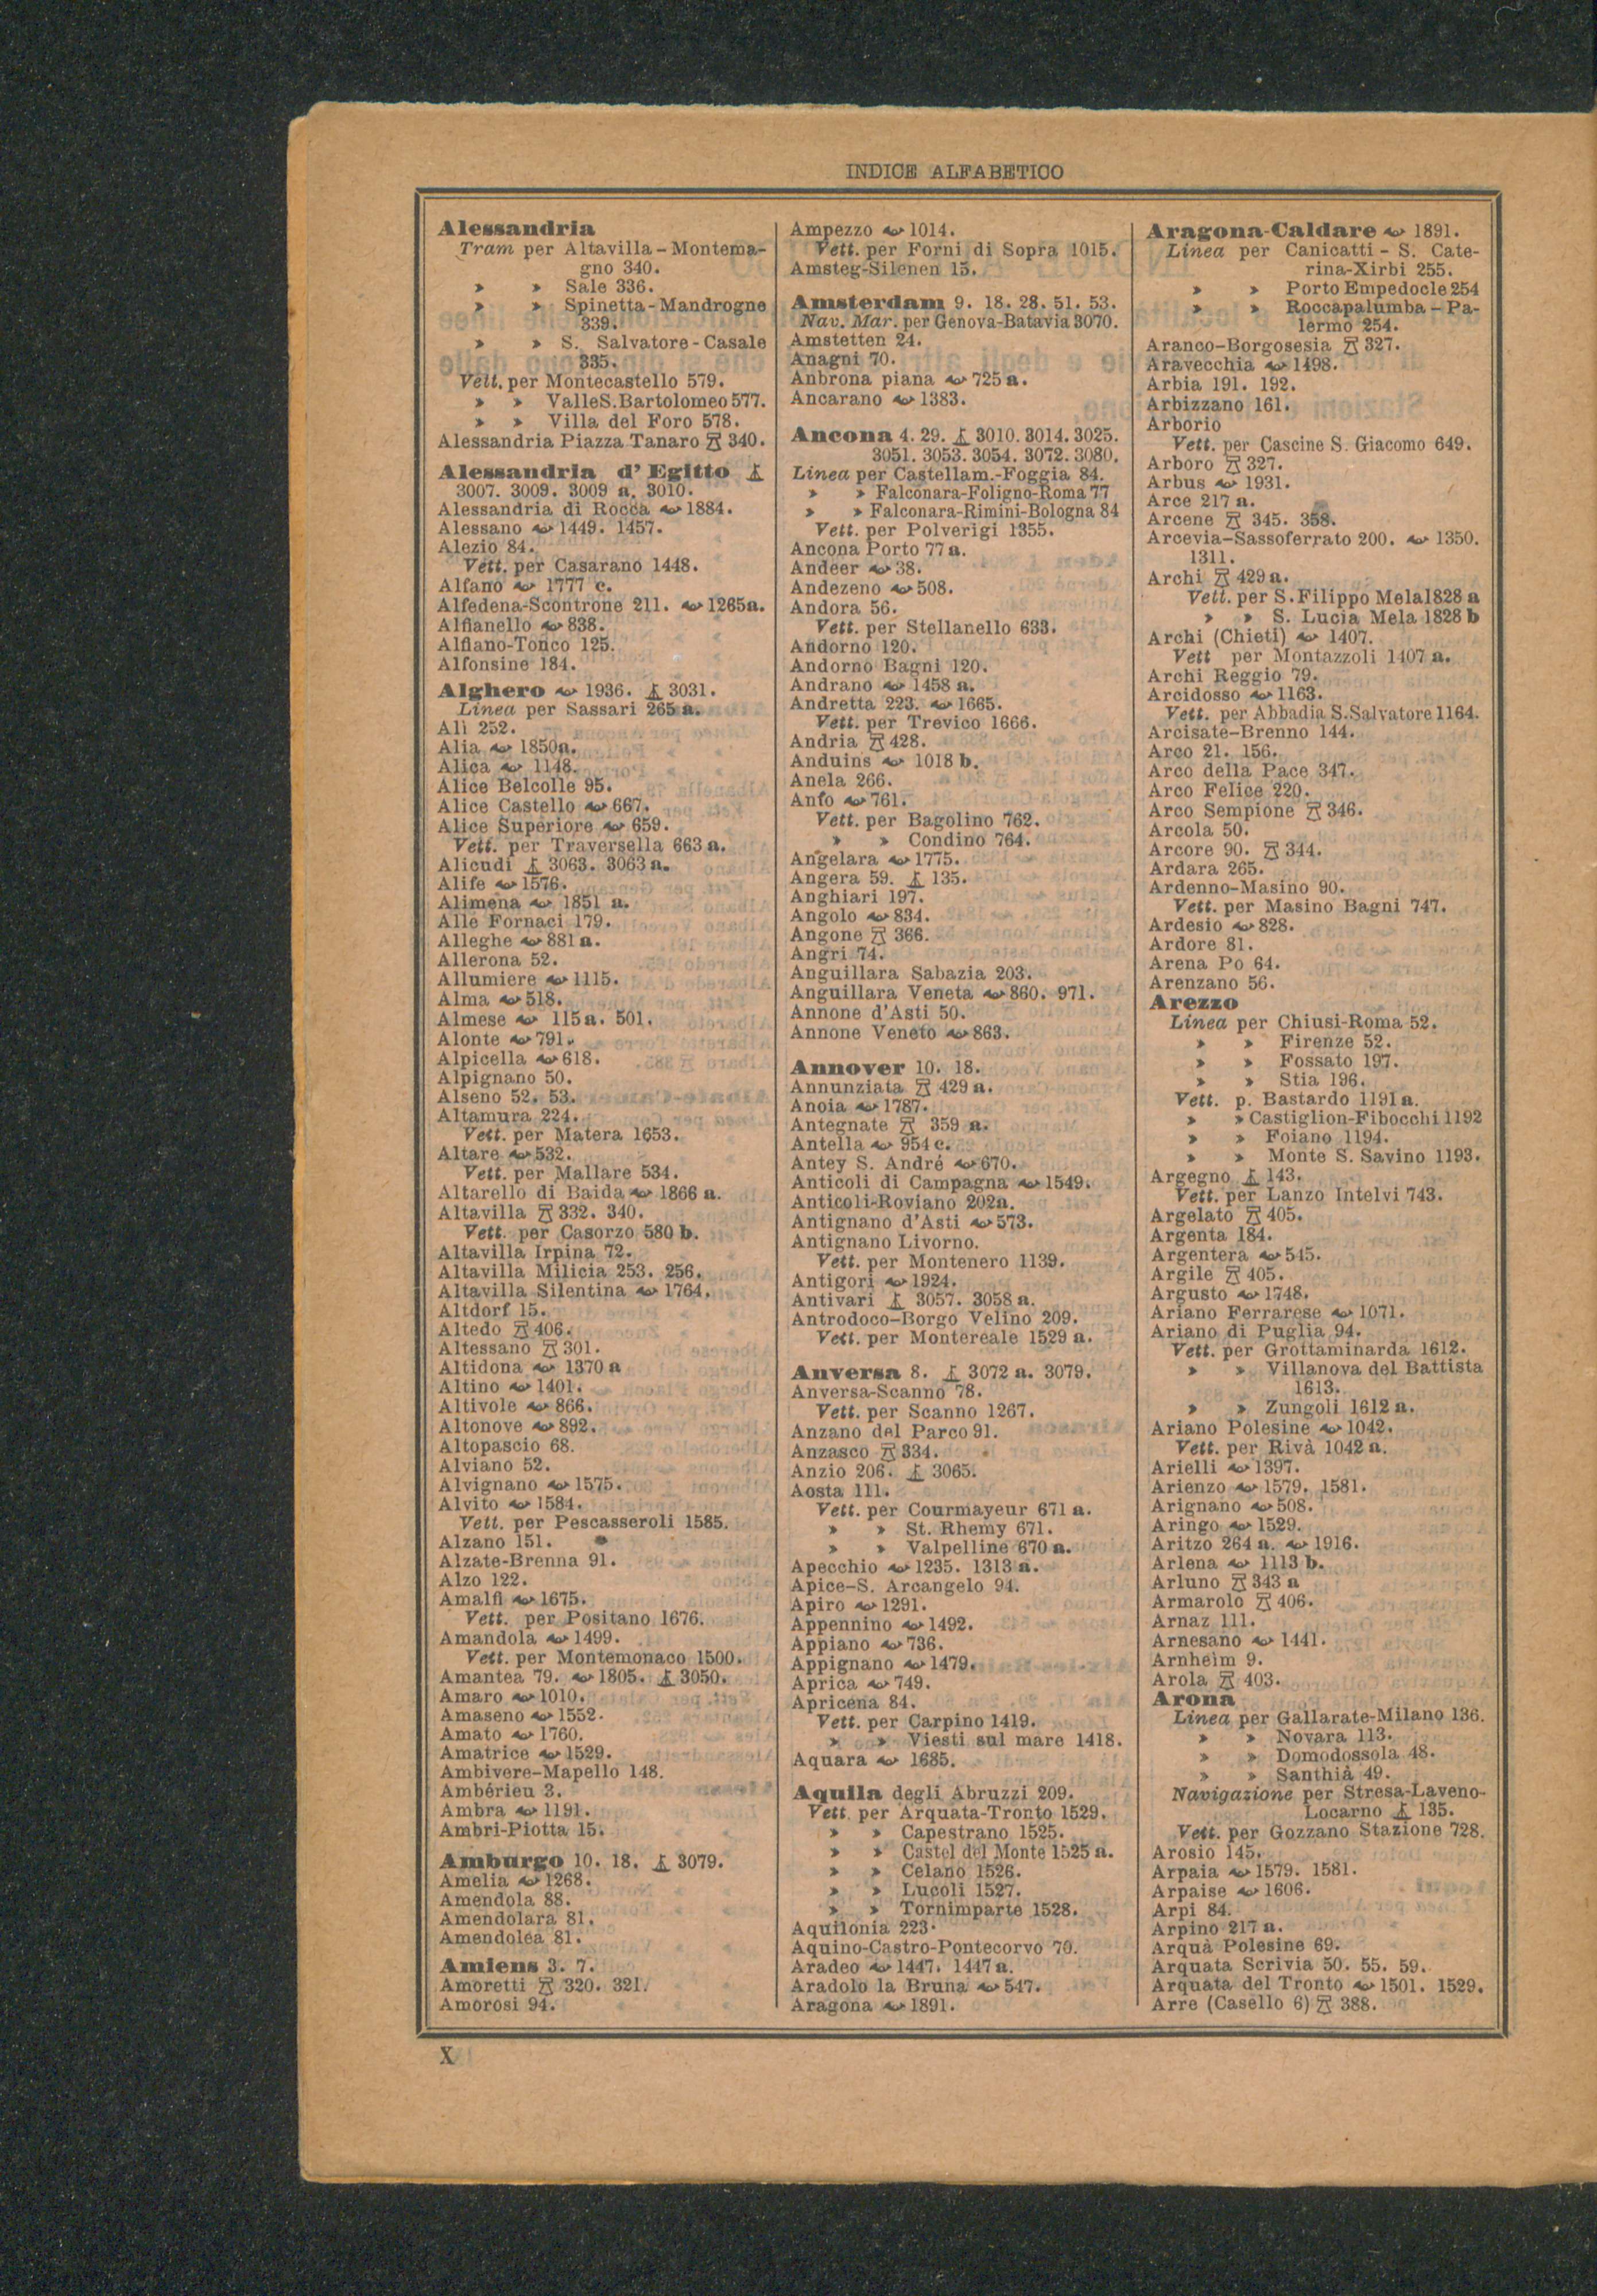 INDICE ALFABETICO
Alessandria
Tram per Altavilla-Montema-
gno 340.
» » Sale 336.
» » Spinetta-Mandrogne
339.
» » S. Salvatore-Casale
335.
Vett. per Montecastello 579.
» » Valle S. Bartolomeo 577.
» » Villa del Foro 578.
Alessandria Piazza Tanaro 340.
Alessandria d'Egitto
3007. 3009. 3009 a. 3010.
Alessandria di Rocca 1884.
Alessano 1449. 1457.
Alezio 84.
Vett. per Casarano 1448.
Alfano 1777 c.
Alfedena-Scontrone 211. 1265a.
Alfianello 838.
Alfiano-Tonco 125.
Alfonsine 184.
Alghero 1936. 3031.
Linea per Sassari 265 a.
Alì 252.
Alia 1850a.
Alica 1148.
Alice Belcolle 95.
Alice Castello 667.
Alice Superiore 659.
Vett. per Traversella 663 a.
Alicudi 3063. 3063 a.
Alife 1576.
Alimena 1851 a.
Alle Fornaci 179.
Alleghe 881 a.
Allerona 52.
Allumiere 1115.
Alma 518.
Almese 115 a. 501.
Alonte 791.
Alpicella 618.
Alpignano 50.
Alseno 52. 53.
Altamura 224.
Vett. per Matera 1653.
Altare 532.
Vett. per Mallare 534.
Altarello di Baida 1866 a.
Altavilla 332. 340.
Vett. per Casorzo 580 b.
Altavilla Irpina 72.
Altavilla Milicia 253. 256.
Altavilla Silentina 1764.
Altdorf 15.
Altedo 406.
Altessano 301.
Altidona 1370 a
Altino 1401.
Altivole 866.
Altonove 892.
Altopascio 68.
Alviano 52.
Alvignano 1575.
Alvito 1584.
Vett. per Pescasseroli 1585.
Alzano 151.
Alzate-Brenna 91.
Alzo 122.
Amalfi 1675.
Vett. per Positano 1676.
Amandola 1499.
Vett. per Montemonaco 1500.
Amantea 79. 1805. 3050.
Amaro 1010.
Amaseno 1552.
Amato 1760.
Amatrice 1529.
Ambivere-Mapello 148.
Ambérieu 3.
Ambra 1191.
Ambri-Piotta 15.
Amburgo 10. 18. 3079.
Amelia 1268.
Amendola 88.
Amendolara 81.
Amendolea 81.
Amiens 3. 7.
Amoretti 320. 321.
Amorosi 94.
Ampezzo 1014.
Vett. per Forni di Sopra 1015.
Amsteg-Silenen 15.
Amsterdam 9. 18. 28. 51. 53.
Nav. Mar. per Genova-Batavia 3070.
Amstetten 24.
Anagni 70.
Anbrona piana 725 a.
Ancarano 1383.
Ancona 4. 29. 3010. 3014. 3025.
3051. 3053. 3054. 3072. 3080.
Linea per Castellam.-Foggia 84.
» » Falconara-Foligno-Roma 77
» » Falconara-Rimini-Bologna 84
Vett. per Polverigi 1355.
Ancona Porto 77 a.
Andeer 38.
Andezeno 508.
Andora 56.
Vett. per Stellanello 633.
Andorno 120.
Andorno Bagni 120.
Andrano 1458 a.
Andretta 223. 1665.
Vett. per Trevico 1666.
Andria 428.
Anduins 1018 b.
Anela 266.
Anfo 761.
Vett. per Bagolino 762.
» » Condino 764.
Angelara 1775.
Angera 59. 135.
Anghiari 197.
Angolo 834.
Angone 366.
Angri 74.
Anguillara Sabazia 203.
Anguillara Veneta 860. 971.
Annone d'Asti 50.
Annone Veneto 863.
Annover 10. 18.
Annunziata 429 a.
Anoia 1787.
Antegnate 359 a.
Antella 954 c.
Antey S. André 670.
Anticoli di Campagna 1549.
Anticoli-Roviano 202a.
Antignano d'Asti 573.
Antignano Livorno.
Vett. per Montenero 1139.
Antigori 1924.
Antivari 3057. 3058 a.
Antrodoco-Borgo Velino 209.
Vett. per Montereale 1529 a.
Anversa 8. 3072 a. 3079.
Anversa-Scanno 78.
Vett. per Scanno 1267.
Anzano del Parco 91.
Anzasco 334.
Anzio 206. 3065.
Aosta 111.
Vett. per Courmayeur 671 a.
» » St. Rhemy 671.
» » Valpelline 670 a.
Apecchio 1235. 1313 a.
Apice-S. Arcangelo 94.
Apiro 1291.
Appennino 1492.
Appiano 736.
Appignano 1479.
Aprica 749.
Apricena 84.
Vett. per Carpino 1419.
» » Viesti sul mare 1418.
Aquara 1685.
Aquila degli Abruzzi 209.
Vett. per Arquata-Tronto 1529.
» » Capestrano 1525.
» » Castel del Monte 1525 a.
» » Celano 1526.
» » Lucoli 1527.
» » Tornimparte 1528.
Aquilonia 223.
Aquino-Castro-Pontecorvo 70.
Aradeo 1447. 1447 a.
Aradolo la Bruna 547.
Aragona 1891.
Aragona-Caldare 1891.
Linea per Canicatti - S. Cate-
rina-Xirbi 255.
» » Porto Empedocle 254
» » Roccapalumba-Pa-
lermo 254.
Aranco-Borgosesia 327.
Aravecchia 1498.
Arbia 191. 192.
Arbizzano 161.
Arborio
Vett. per Cascine S. Giacomo 649.
Arboro 327.
Arbus 1931.
Arce 217 a.
Arcene 345. 358.
Arcevia-Sassoferrato 200. 1350.
1311.
Archi 429 a.
Vett. per S. Filippo Mela 1828 a
» » S. Lucia Mela 1828 b
Archi (Chieti) 1407.
Vett per Montazzoli 1407 a.
Archi Reggio 79.
Arcidosso 1163.
Vett. per Abbadia S. Salvatore 1164.
Arcisate-Brenno 144.
Arco 21. 156.
Arco della Pace 347.
Arco Felice 220.
Arco Sempione 346.
Arcola 50.
Arcore 90. 344.
Ardara 265.
Ardenno-Masino 90.
Vett. per Masino Bagni 747.
Ardesio 828.
Ardore 81.
Arena Po 64.
Arenzano 56.
Arezzo
Linea per Chiusi-Roma 52.
» » Firenze 52.
» » Fossato 197.
» » Stia 196.
Vett. p. Bastardo 1191 a.
» » Castiglion-Fibocchi 1192
» » Foiano 1194.
» » Monte S. Savino 1193.
Argegno 143.
Vett. per Lanzo Intelvi 743.
Argelato 405.
Argenta 184.
Argentera 545.
Argile 405.
Argusto 1748.
Ariano Ferrarese 1071.
Ariano di Puglia 94.
Vett. per Grottaminarda 1612.
» » Villanova del Battista
1613.
» » Zungoli 1612 a.
Ariano Polesine 1042.
Vett. per Rivà 1042 a.
Arielli 1397.
Arienzo 1579. 1581.
Arignano 508.
Aringo 1529.
Aritzo 264 a. 1916.
Arlena 1113 b.
Arluno 343 a
Armarolo 406.
Arnaz 111.
Arnesano 1441.
Arnheim 9.
Arola 403.
Arona
Linea per Gallarate-Milano 136.
» » Novara 113.
» » Domodossola 48.
» » Santhià 49.
Navigazione per Stresa-Laveno-
Locarno 135.
Vett. per Gozzano Stazione 728.
Arosio 145.
Arpaia 1579. 1581.
Arpaise 1606.
Arpi 84.
Arpino 217 a.
Arquà Polesine 69.
Arquata Scrivia 50. 55. 59.
Arquata del Tronto 1501. 1529.
Arre (Casello 6) 388.
X